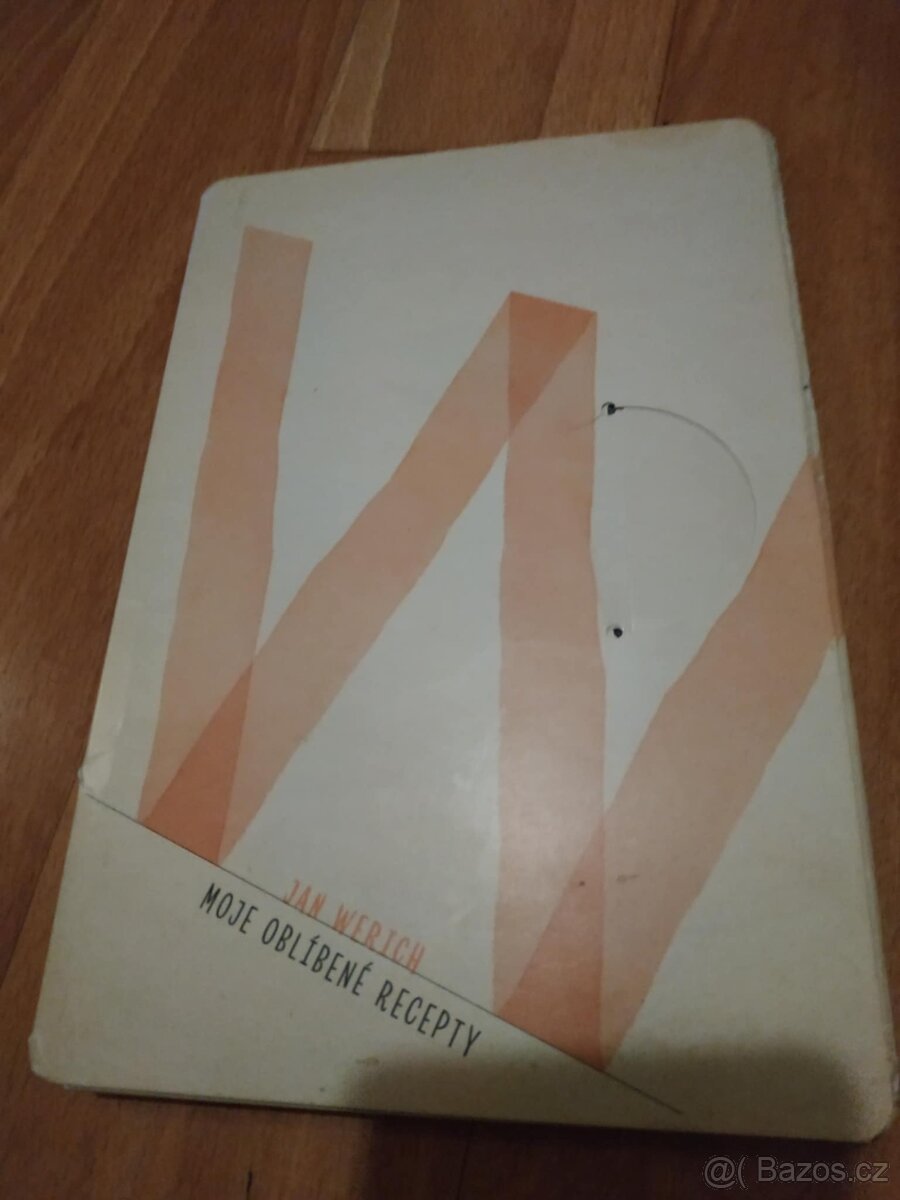 JAN WERICH
MOJE OBLÍBENÉ RECEPTY
@( Bazos.cz